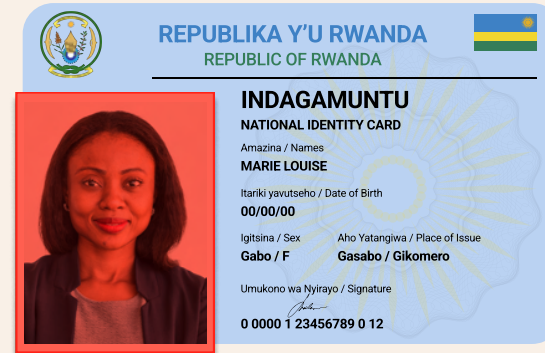 REPUBLIKA Y'U RWANDA
REPUBLIC OF RWANDA
INDAGAMUNTU
NATIONAL IDENTITY CARD
Amazina / Names
MARIE LOUISE
Itariki yavutseho / Date of Birth
00/00/00
Igitsina / Sex Aho Yatangiwa / Place of Issue
Gabo / F Gasabo / Gikomero
Umukono wa Nyirayo / Signature
0 0000 1 23456789 0 12